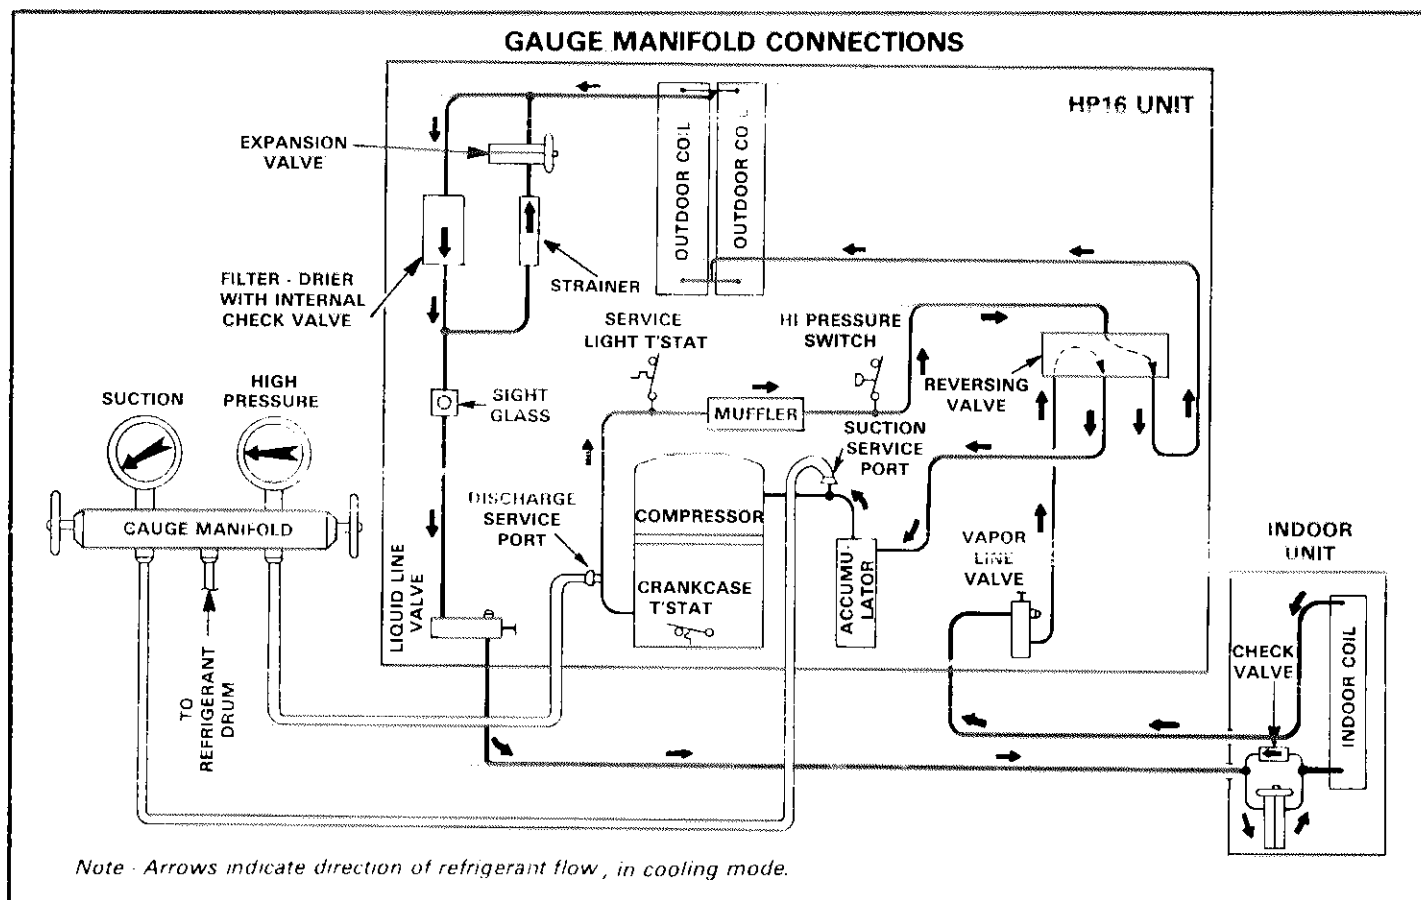 GAUGE MANIFOLD CONNECTIONS
HP16 UNIT
EXPANSION
VALVE
OUTDOOR COIL
OUTDOOR CO L
FILTER - DRIER
WITH INTERNAL
CHECK VALVE
STRAINER
SERVICE
LIGHT T'STAT
HI PRESSURE
SWITCH
REVERSING
VALVE
SUCTION
HIGH
PRESSURE
SIGHT
GLASS
MUFFLER
SUCTION
SERVICE
PORT
DISCHARGE
SERVICE
PORT
COMPRESSOR
GAUGE MANIFOLD
CRANKCASE
T'STAT
ACCUMU-
LATOR
VAPOR
LINE
VALVE
LIQUID LINE
VALVE
INDOOR
UNIT
CHECK
VALVE
INDOOR COIL
TO
REFRIGERANT
DRUM
Note - Arrows indicate direction of refrigerant flow, in cooling mode.